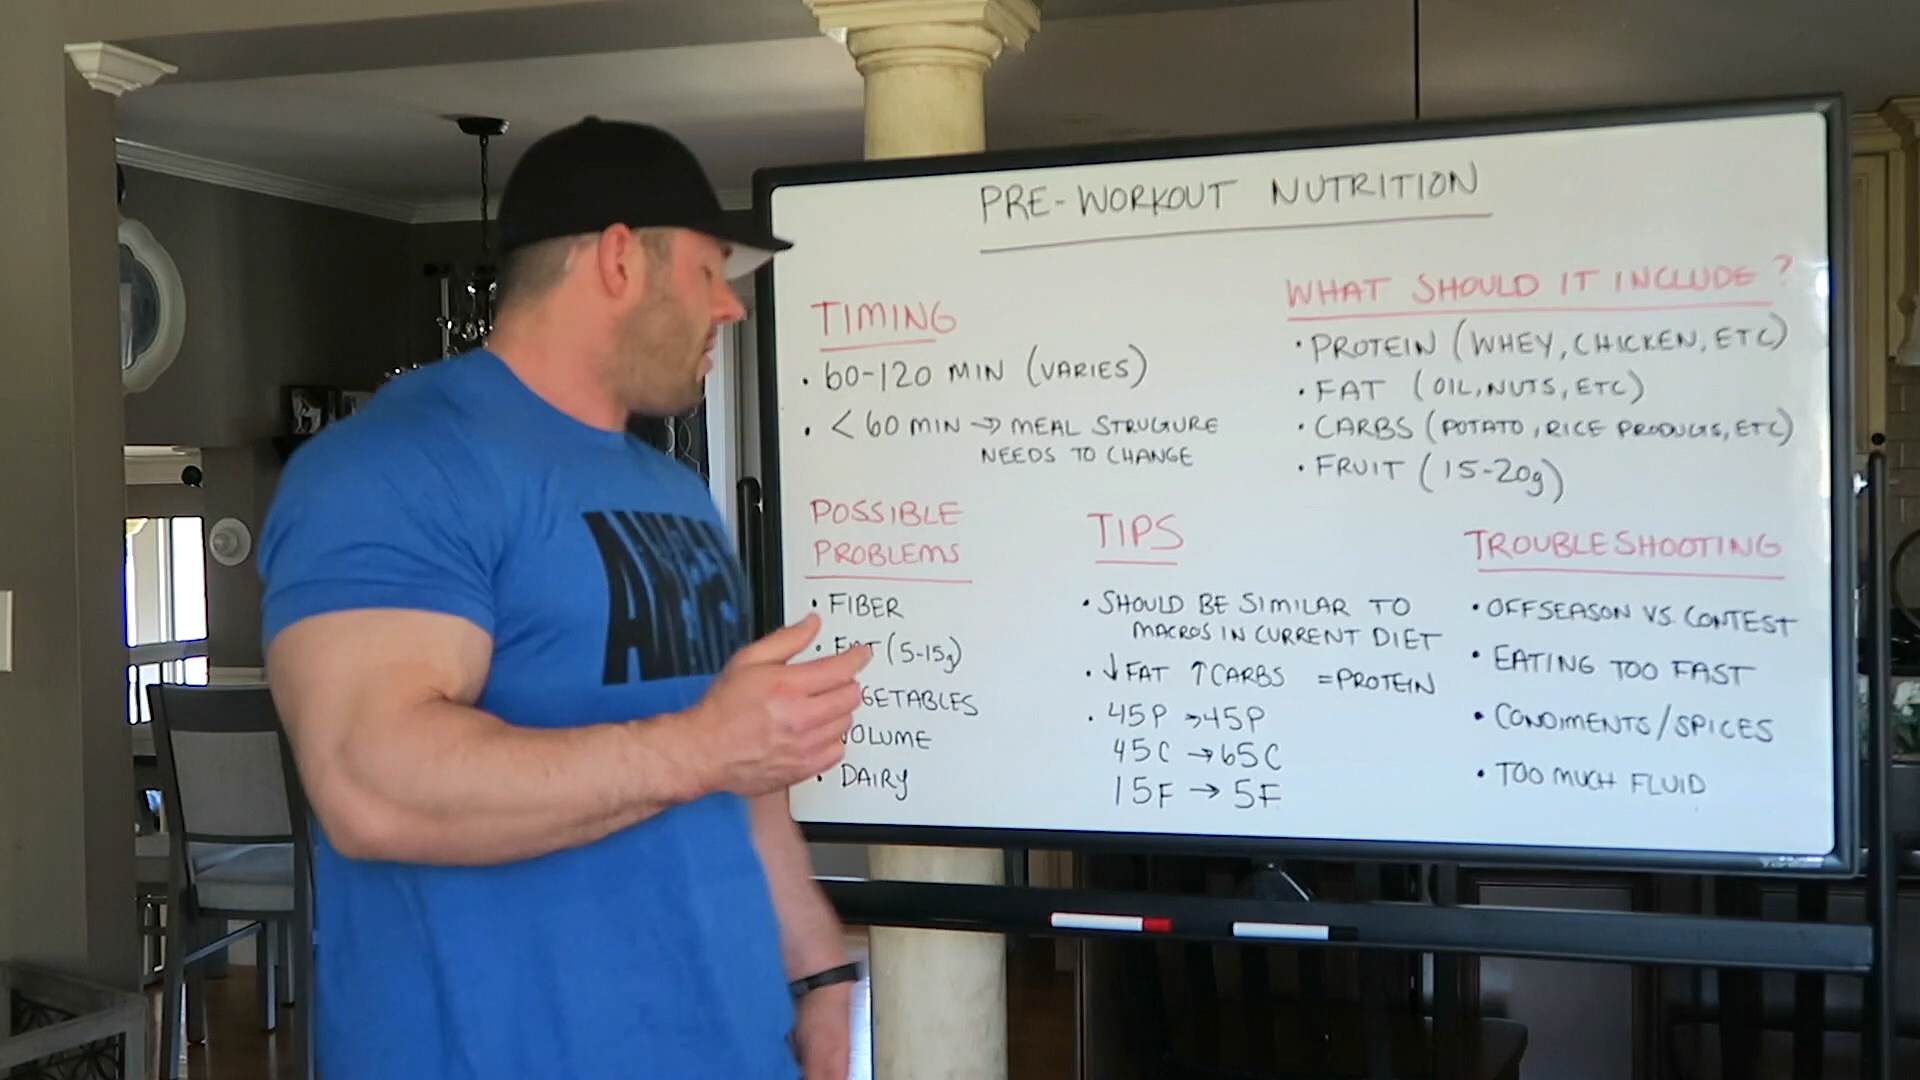 PRE-WORKOUT NUTRITION
TIMING
• 60-120 MIN (VARIES)
• < 60 MIN → MEAL STRUCTURE
NEEDS TO CHANGE
WHAT SHOULD IT INCLUDE?
• PROTEIN (WHEY, CHICKEN, ETC)
• FAT (OIL, NUTS, ETC)
• CARBS (POTATO, RICE PRODUCTS, ETC)
• FRUIT (15-20g)
POSSIBLE
PROBLEMS
• FIBER
• FAT (5-15g)
GETABLES
VOLUME
• DAIRY
TIPS
• SHOULD BE SIMILAR TO
MACROS IN CURRENT DIET
• ↓FAT ↑CARBS =PROTEIN
• 45P →45P
45C →65C
15F → 5F
TROUBLESHOOTING
• OFFSEASON VS. CONTEST
• EATING TOO FAST
• CONDIMENTS/SPICES
• TOO MUCH FLUID